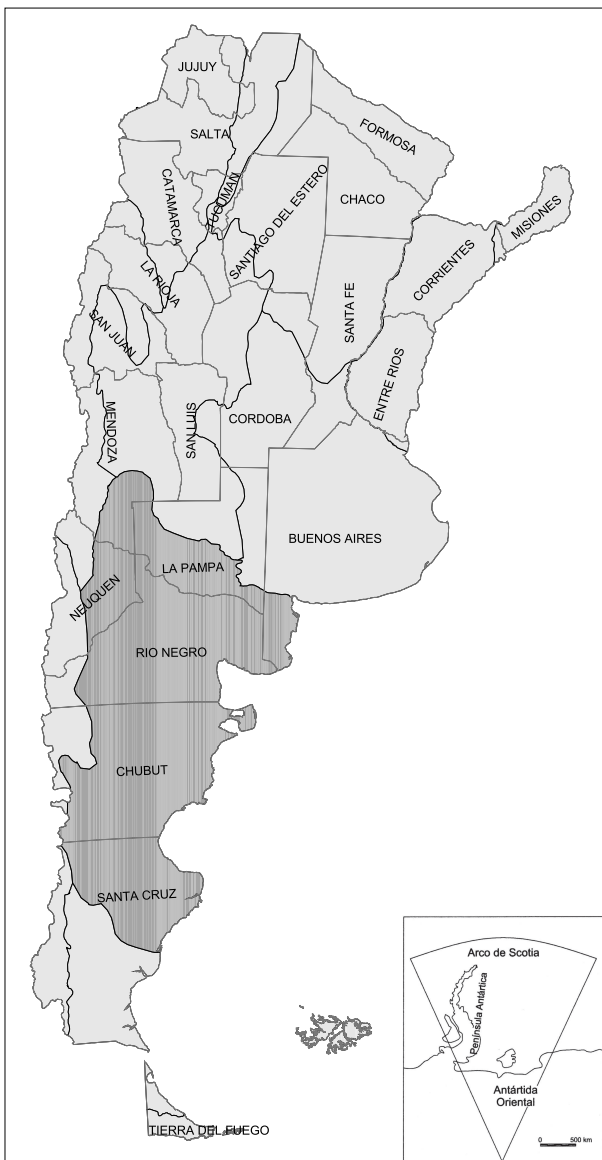 JUJUY
SALTA
FORMOSA
CATAMARCA
TUCUMAN
SANTIAGO DEL ESTERO
CHACO
MISIONES
CORRIENTES
LA RIOJA
SANTA FE
SAN JUAN
ENTRE RIOS
MENDOZA
SAN LUIS
CORDOBA
BUENOS AIRES
LA PAMPA
NEUQUEN
RIO NEGRO
CHUBUT
SANTA CRUZ
TIERRA DEL FUEGO
Arco de Scotia
Península Antártica
Antártida
Oriental
0 500 km